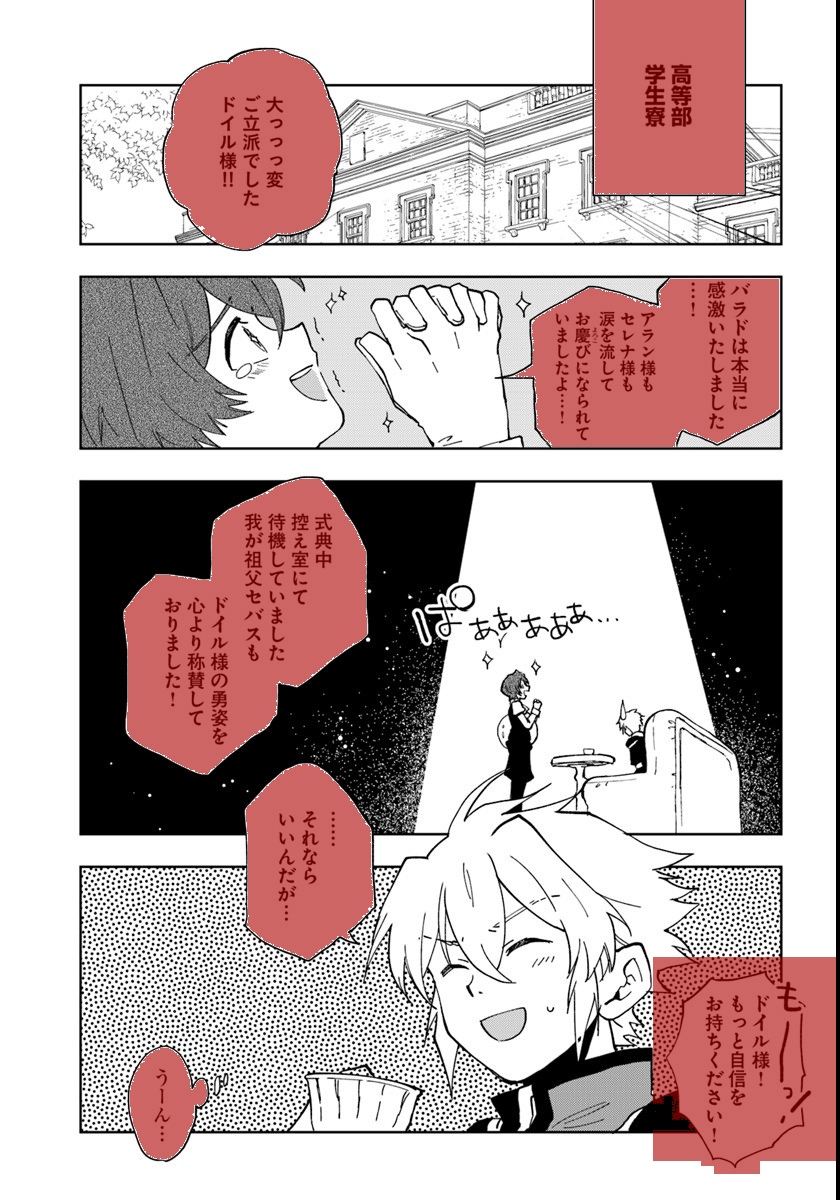 高等部
学生寮
大っっっ変
ご立派でした
ドイル様!!
バラドは本当に
感激いたしました
…!
アラン様も
セレナ様も
涙を流して
お慶びになられて
いましたよ…!
よろこ
ぱあぁあぁあ…
式典中
控え室にて
待機していました
我が祖父セバスも
ドイル様の勇姿を
心より称賛して
おりました!
……
それなら
いいんだが…
もーーっ!
ドイル様!
もっと自信を
お持ちください!
うーん…